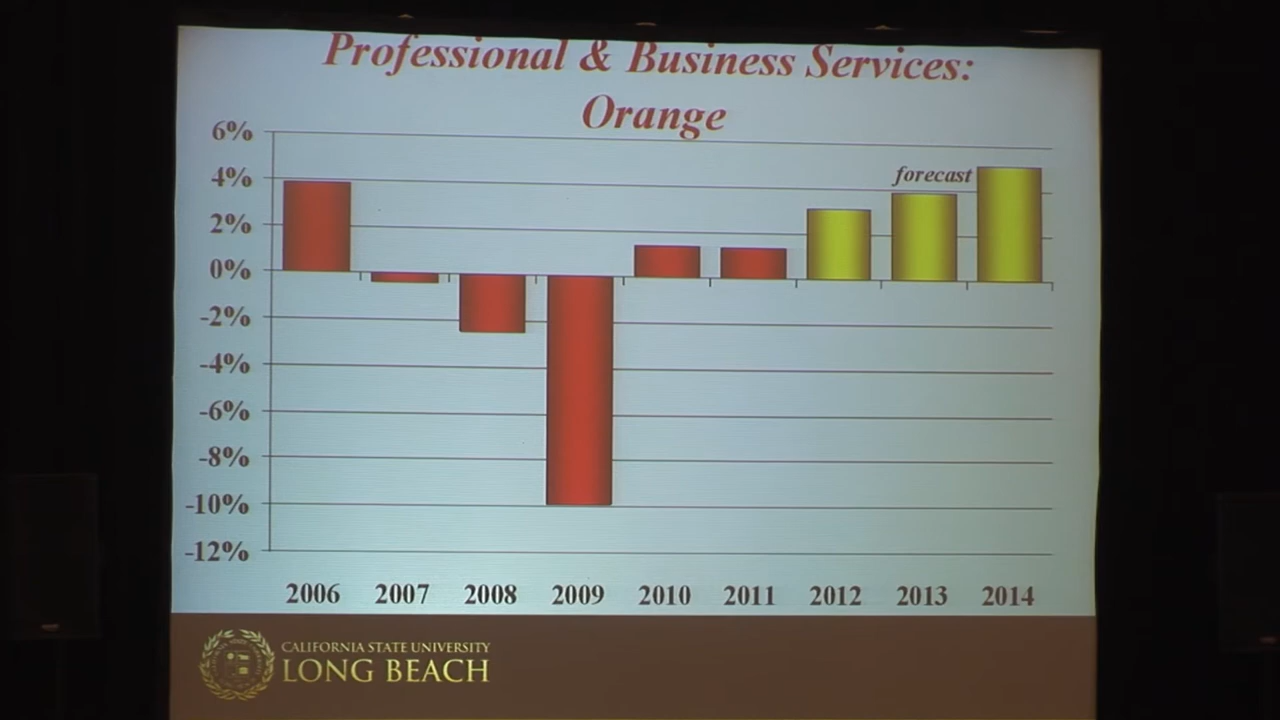 Professional & Business Services:
Orange
6%
4%
2%
0%
-2%
-4%
-6%
-8%
-10%
-12%
forecast
2006 2007 2008 2009 2010 2011 2012 2013 2014
CALIFORNIA STATE UNIVERSITY
LONG BEACH